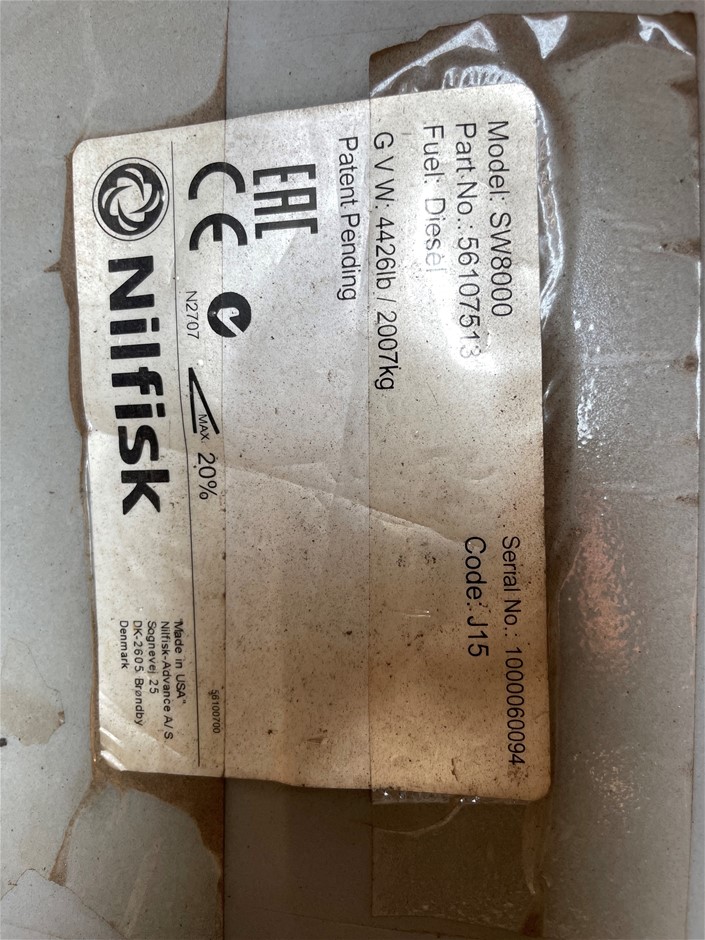 Model: SW8000
Serial No.: 1000060094
Part No.: 56107513
Code: J15
Fuel: Diesel
G V W: 4426lb / 2007kg
Patent Pending
EAC
CE
N2707
MAX. 20%
56100700
Nilfisk
"Made in USA"
Nilfisk-Advance A/S
Sognevej 25
DK-2605 Brøndby
Denmark